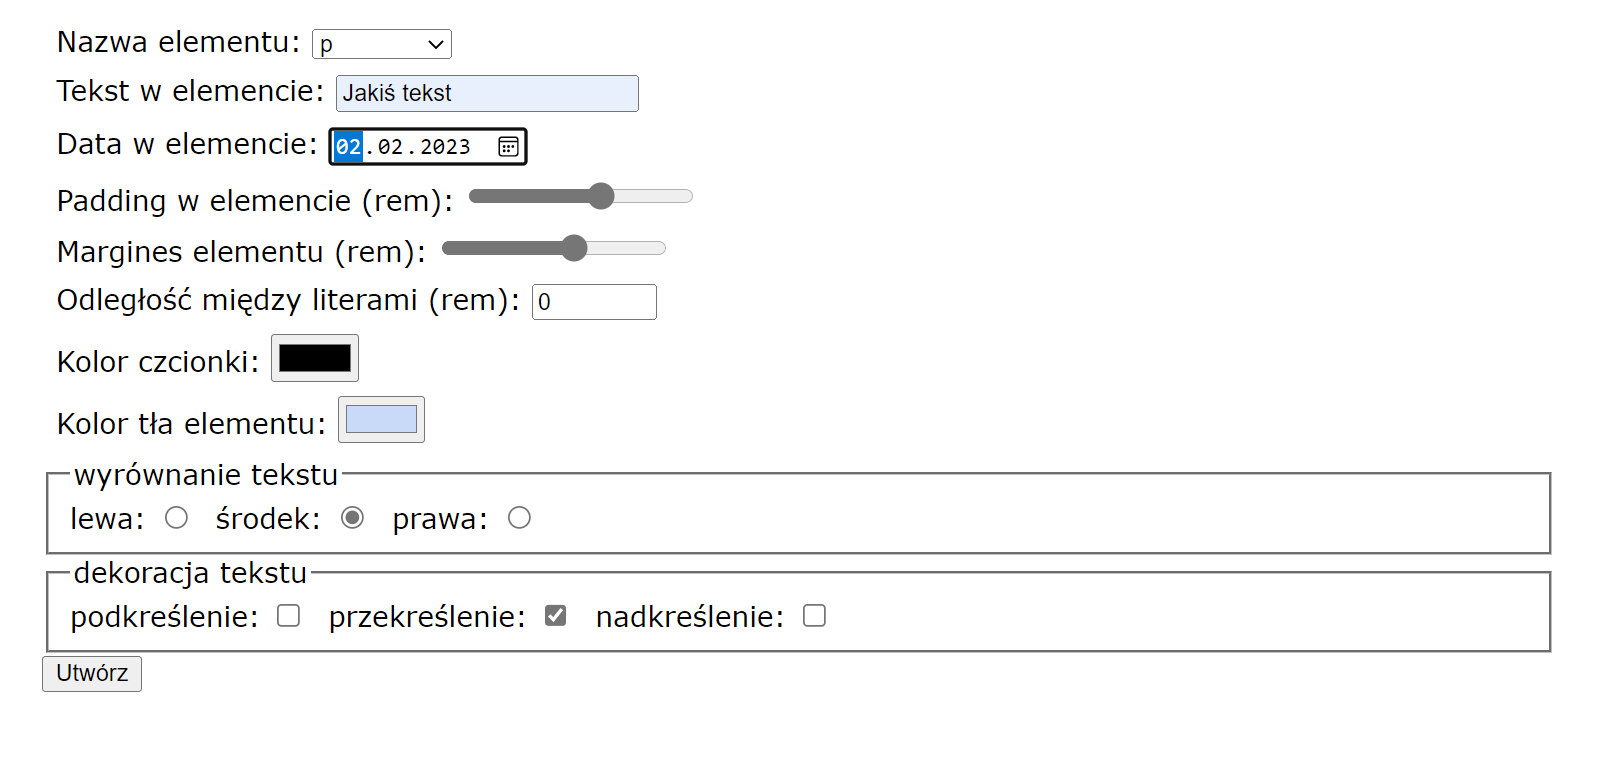 Nazwa elementu: p
Tekst w elemencie: Jakiś tekst
Data w elemencie: 02.02.2023
Padding w elemencie (rem):
Margines elementu (rem):
Odległość między literami (rem): 0
Kolor czcionki:
Kolor tła elementu:
wyrównanie tekstu
lewa: środek: prawa:
dekoracja tekstu
podkreślenie: przekreślenie: nadkreślenie:
Utwórz